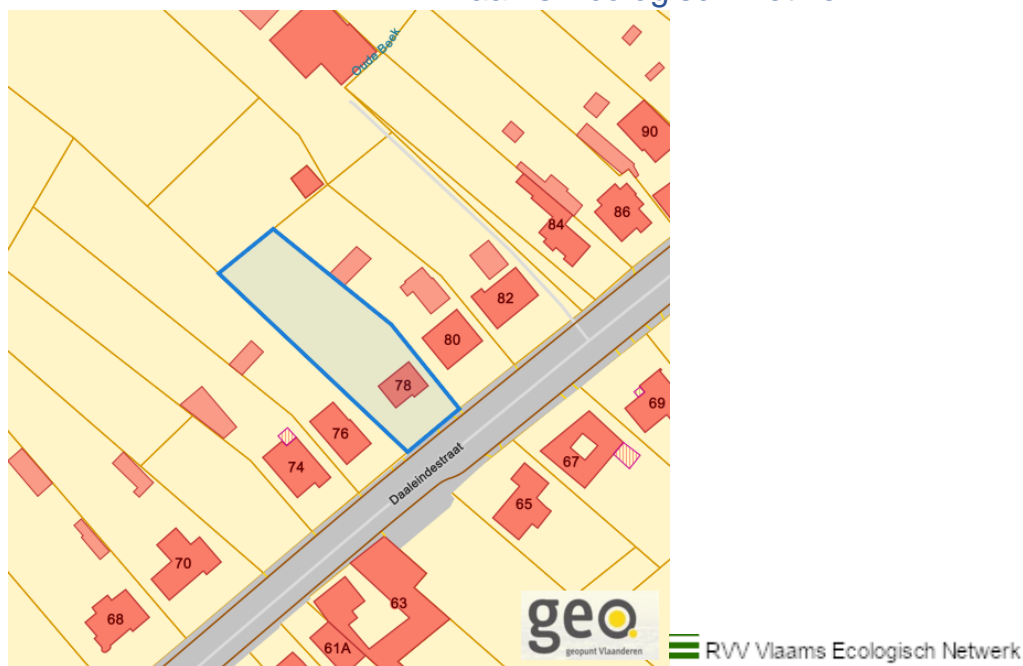 Oude Beek
90
86
84
82
80
78
76
74
69
67
65
Daaleindestraat
70
68
63
61A
geo.
geopunt Vlaanderen
RVV Vlaams Ecologisch Netwerk